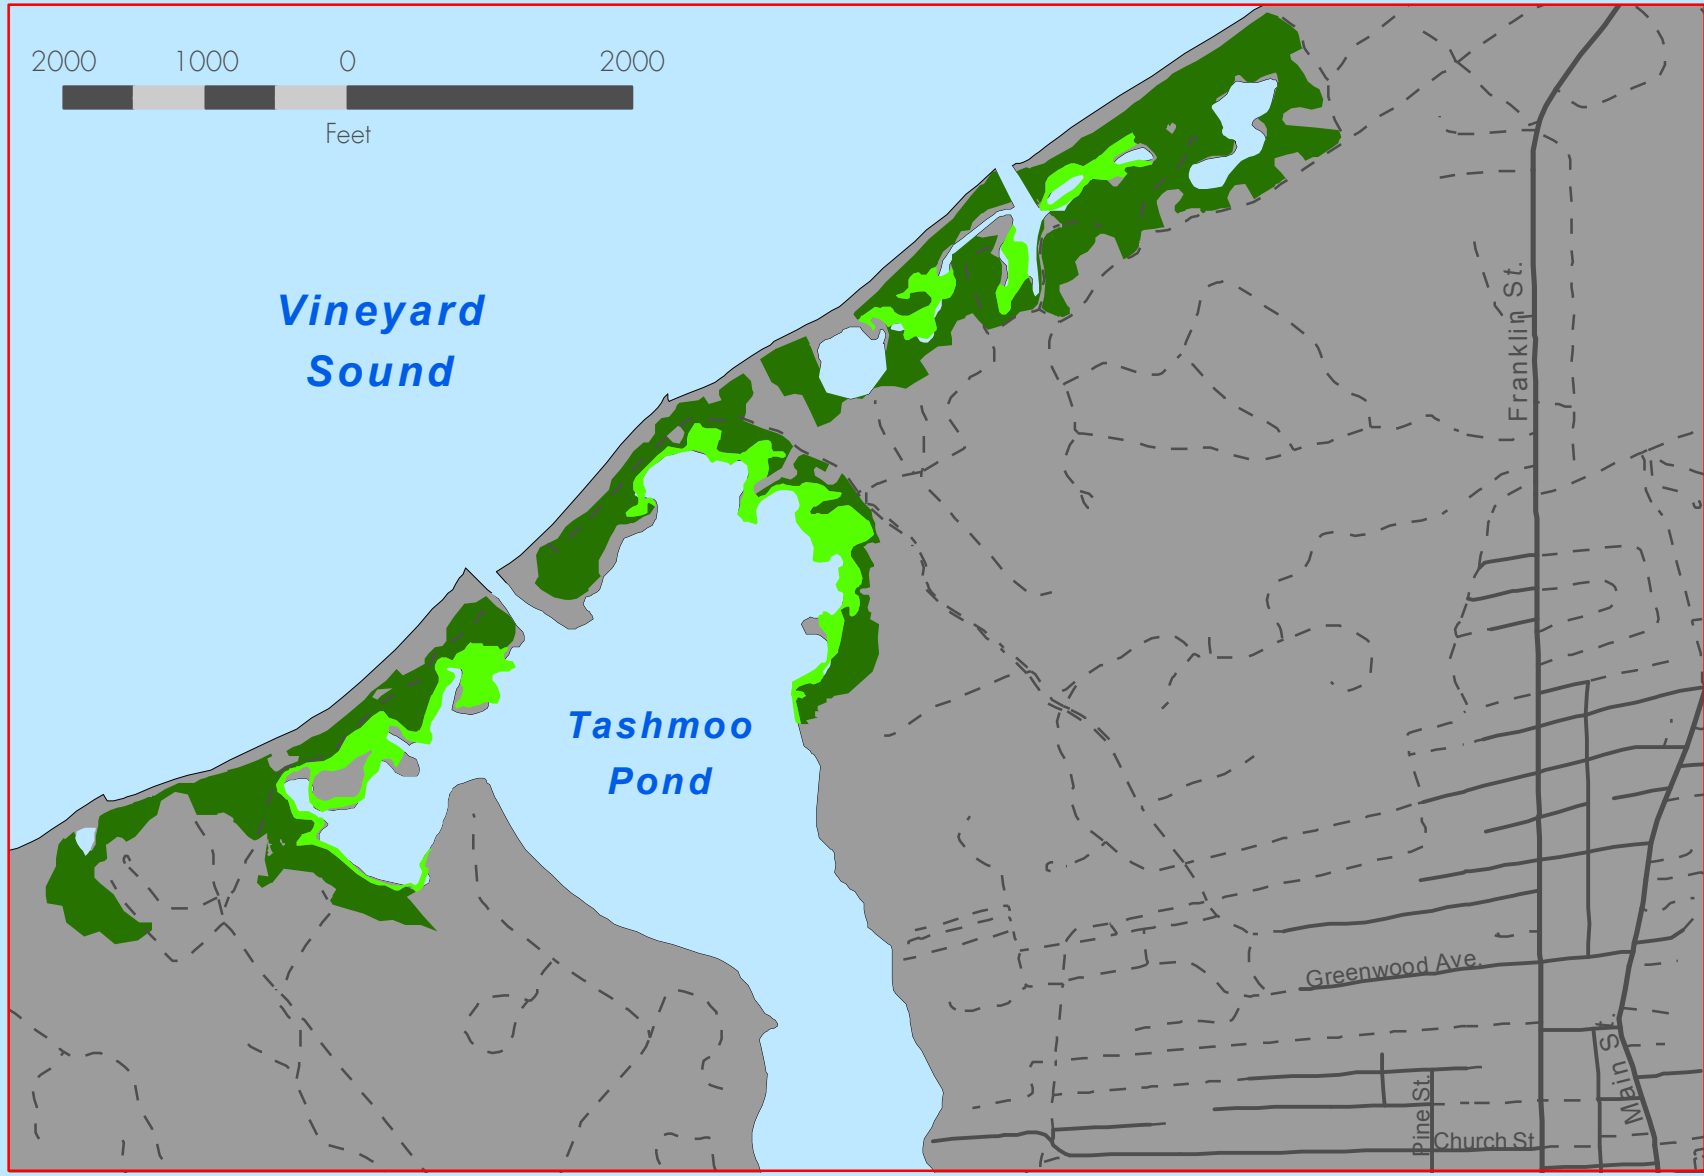 2000 1000 0 2000
Feet
Vineyard
Sound
Franklin St.
Tashmoo
Pond
Greenwood Ave.
Main St.
Pine St.
Church St